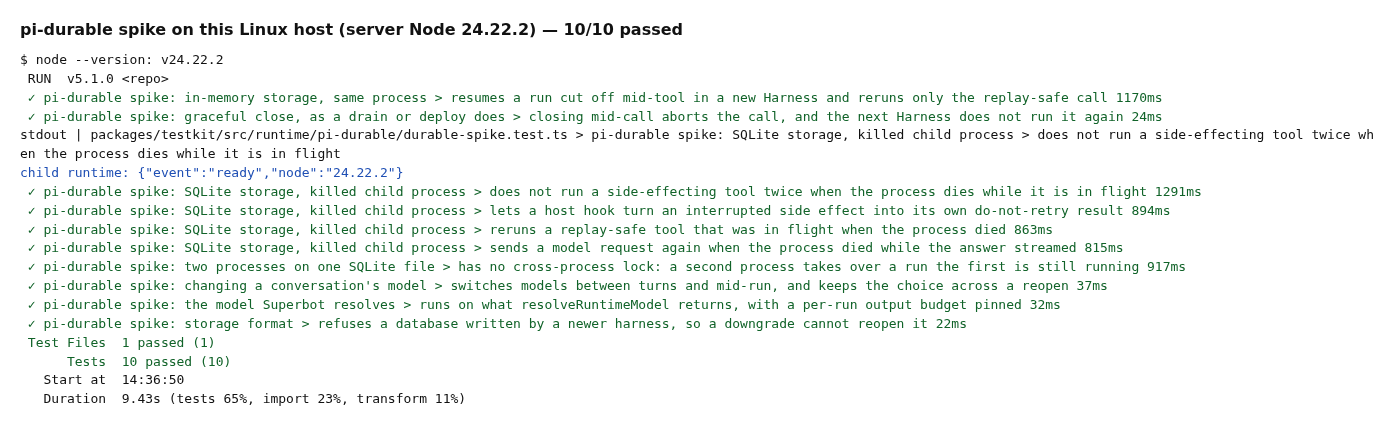 pi-durable spike on this Linux host (server Node 24.22.2) — 10/10 passed
$ node --version: v24.22.2
RUN  v5.1.0 <repo>
✓ pi-durable spike: in-memory storage, same process > resumes a run cut off mid-tool in a new Harness and reruns only the replay-safe call 1170ms
✓ pi-durable spike: graceful close, as a drain or deploy does > closing mid-call aborts the call, and the next Harness does not run it again 24ms
stdout | packages/testkit/src/runtime/pi-durable/durable-spike.test.ts > pi-durable spike: SQLite storage, killed child process > does not run a side-effecting tool twice wh
en the process dies while it is in flight
child runtime: {"event":"ready","node":"24.22.2"}
✓ pi-durable spike: SQLite storage, killed child process > does not run a side-effecting tool twice when the process dies while it is in flight 1291ms
✓ pi-durable spike: SQLite storage, killed child process > lets a host hook turn an interrupted side effect into its own do-not-retry result 894ms
✓ pi-durable spike: SQLite storage, killed child process > reruns a replay-safe tool that was in flight when the process died 863ms
✓ pi-durable spike: SQLite storage, killed child process > sends a model request again when the process died while the answer streamed 815ms
✓ pi-durable spike: two processes on one SQLite file > has no cross-process lock: a second process takes over a run the first is still running 917ms
✓ pi-durable spike: changing a conversation's model > switches models between turns and mid-run, and keeps the choice across a reopen 37ms
✓ pi-durable spike: the model Superbot resolves > runs on what resolveRuntimeModel returns, with a per-run output budget pinned 32ms
✓ pi-durable spike: storage format > refuses a database written by a newer harness, so a downgrade cannot reopen it 22ms
Test Files  1 passed (1)
Tests  10 passed (10)
Start at  14:36:50
Duration  9.43s (tests 65%, import 23%, transform 11%)